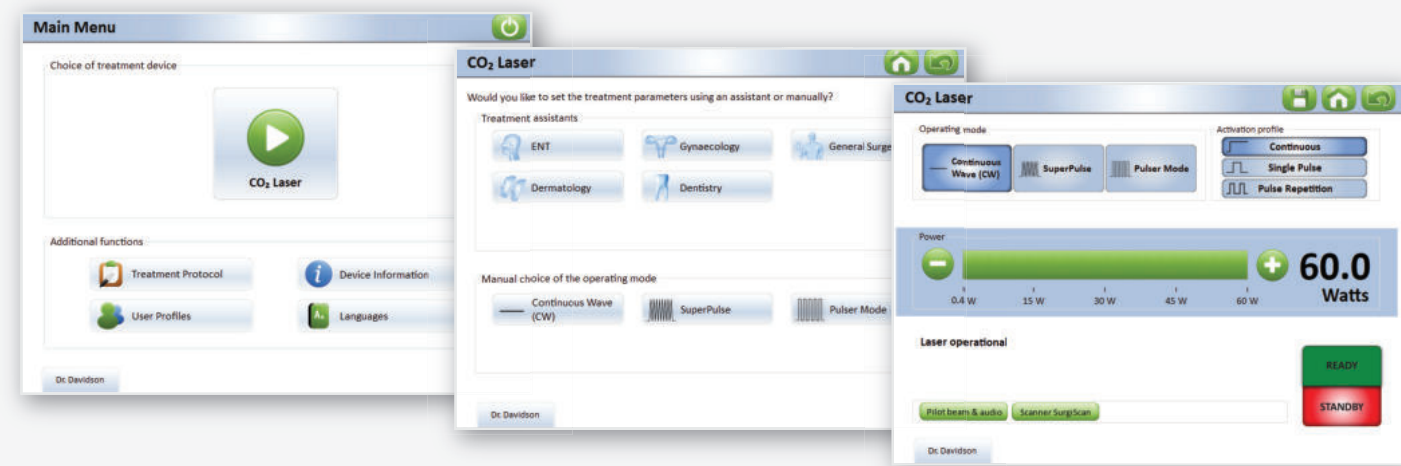 Main Menu
Choice of treatment device
CO₂ Laser
Additional functions
Treatment Protocol
Device Information
User Profiles
Languages
Dr. Davidson
CO₂ Laser
Would you like to set the treatment parameters using an assistant or manually?
Treatment assistants
ENT
Gynaecology
General Surge
Dermatology
Dentistry
Manual choice of the operating mode
Continuous Wave
(CW)
SuperPulse
Pulser Mode
Dr. Davidson
CO₂ Laser
Operating mode
Continuous
Wave (CW)
SuperPulse
Pulser Mode
Activation profile
Continuous
Single Pulse
Pulse Repetition
Power
0.4 W 15 W 30 W 45 W 60 W
60.0
Watts
Laser operational
READY
STANDBY
Pilot beam & audio
Scanner SurgiScan
Dr. Davidson